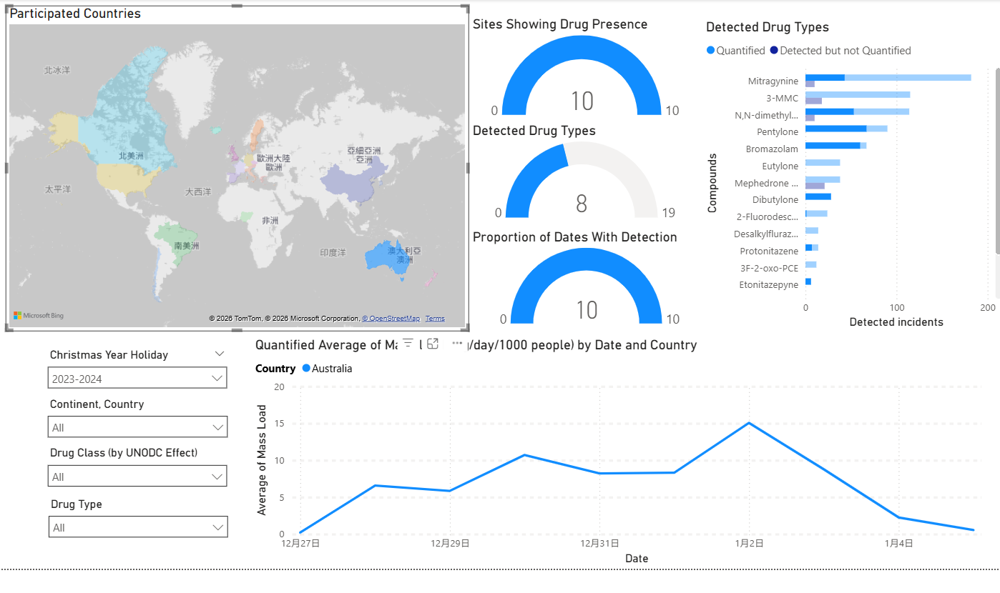 Participated Countries
北冰洋
北美洲
歐洲大陸
歐洲
亞細亞洲
亞洲
太平洋
大西洋
非洲
南美洲
印度洋
澳大利亞
澳洲
Microsoft Bing
© 2026 TomTom, © 2026 Microsoft Corporation, © OpenStreetMap Terms
Sites Showing Drug Presence
10
0
10
Detected Drug Types
8
0
19
Proportion of Dates With Detection
10
0
10
Detected Drug Types
Quantified Detected but not Quantified
Compounds
Mitragynine
3-MMC
N,N-dimethyl...
Pentylone
Bromazolam
Eutylone
Mephedrone ...
Dibutylone
2-Fluorodesc...
Desalkylfluraz...
Protonitazene
3F-2-oxo-PCE
Etonitazepyne
0 100 200
Detected incidents
Christmas Year Holiday
2023-2024
Continent, Country
All
Drug Class (by UNODC Effect)
All
Drug Type
All
Quantified Average of /day/1000 people) by Date and Country
Country Australia
Average of Mass Load
20
15
10
5
0
12月27日 12月29日 12月31日 1月2日 1月4日
Date